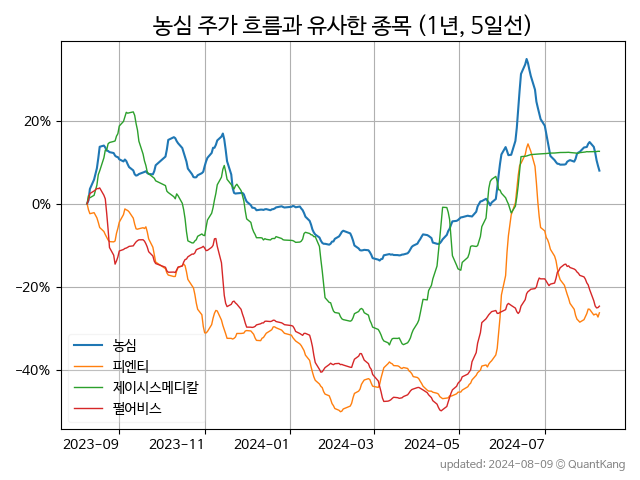 농심 주가 흐름과 유사한 종목 (1년, 5일선)
20%
0%
−20%
−40%
농심
피엔티
제이시스메디칼
펄어비스
2023-09 2023-11 2024-01 2024-03 2024-05 2024-07
updated: 2024-08-09 © QuantKang